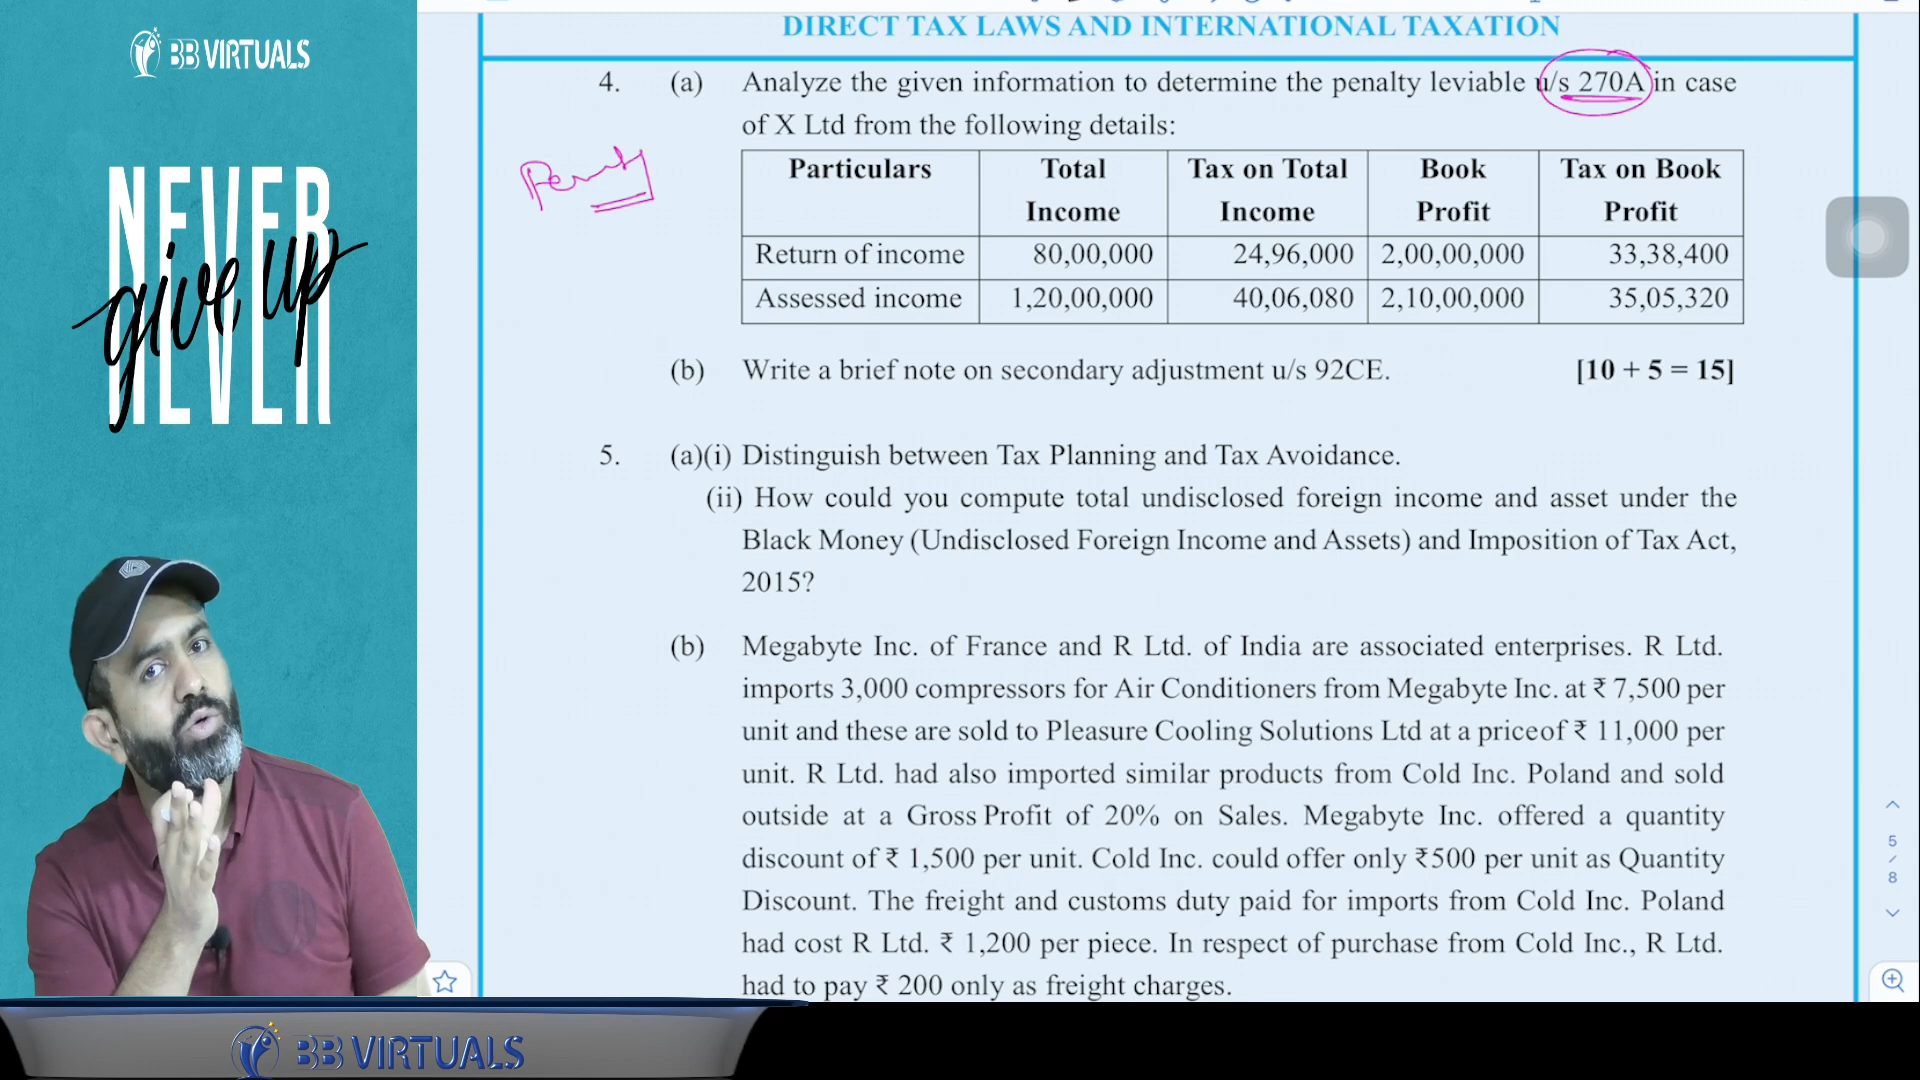 BB VIRTUALS
NEVER
give up
NEVER
DIRECT TAX LAWS AND INTERNATIONAL TAXATION
4. (a) Analyze the given information to determine the penalty leviable u/s 270A in case
of X Ltd from the following details:
Particulars Total Income Tax on Total Income Book Profit Tax on Book Profit
Return of income 80,00,000 24,96,000 2,00,00,000 33,38,400
Assessed income 1,20,00,000 40,06,080 2,10,00,000 35,05,320
(b) Write a brief note on secondary adjustment u/s 92CE. [10 + 5 = 15]
5. (a)(i) Distinguish between Tax Planning and Tax Avoidance.
(ii) How could you compute total undisclosed foreign income and asset under the
Black Money (Undisclosed Foreign Income and Assets) and Imposition of Tax Act,
2015?
(b) Megabyte Inc. of France and R Ltd. of India are associated enterprises. R Ltd.
imports 3,000 compressors for Air Conditioners from Megabyte Inc. at ₹ 7,500 per
unit and these are sold to Pleasure Cooling Solutions Ltd at a priceof ₹ 11,000 per
unit. R Ltd. had also imported similar products from Cold Inc. Poland and sold
outside at a Gross Profit of 20% on Sales. Megabyte Inc. offered a quantity
discount of ₹ 1,500 per unit. Cold Inc. could offer only ₹500 per unit as Quantity
Discount. The freight and customs duty paid for imports from Cold Inc. Poland
had cost R Ltd. ₹ 1,200 per piece. In respect of purchase from Cold Inc., R Ltd.
had to pay ₹ 200 only as freight charges.
5
/
8
BB VIRTUALS